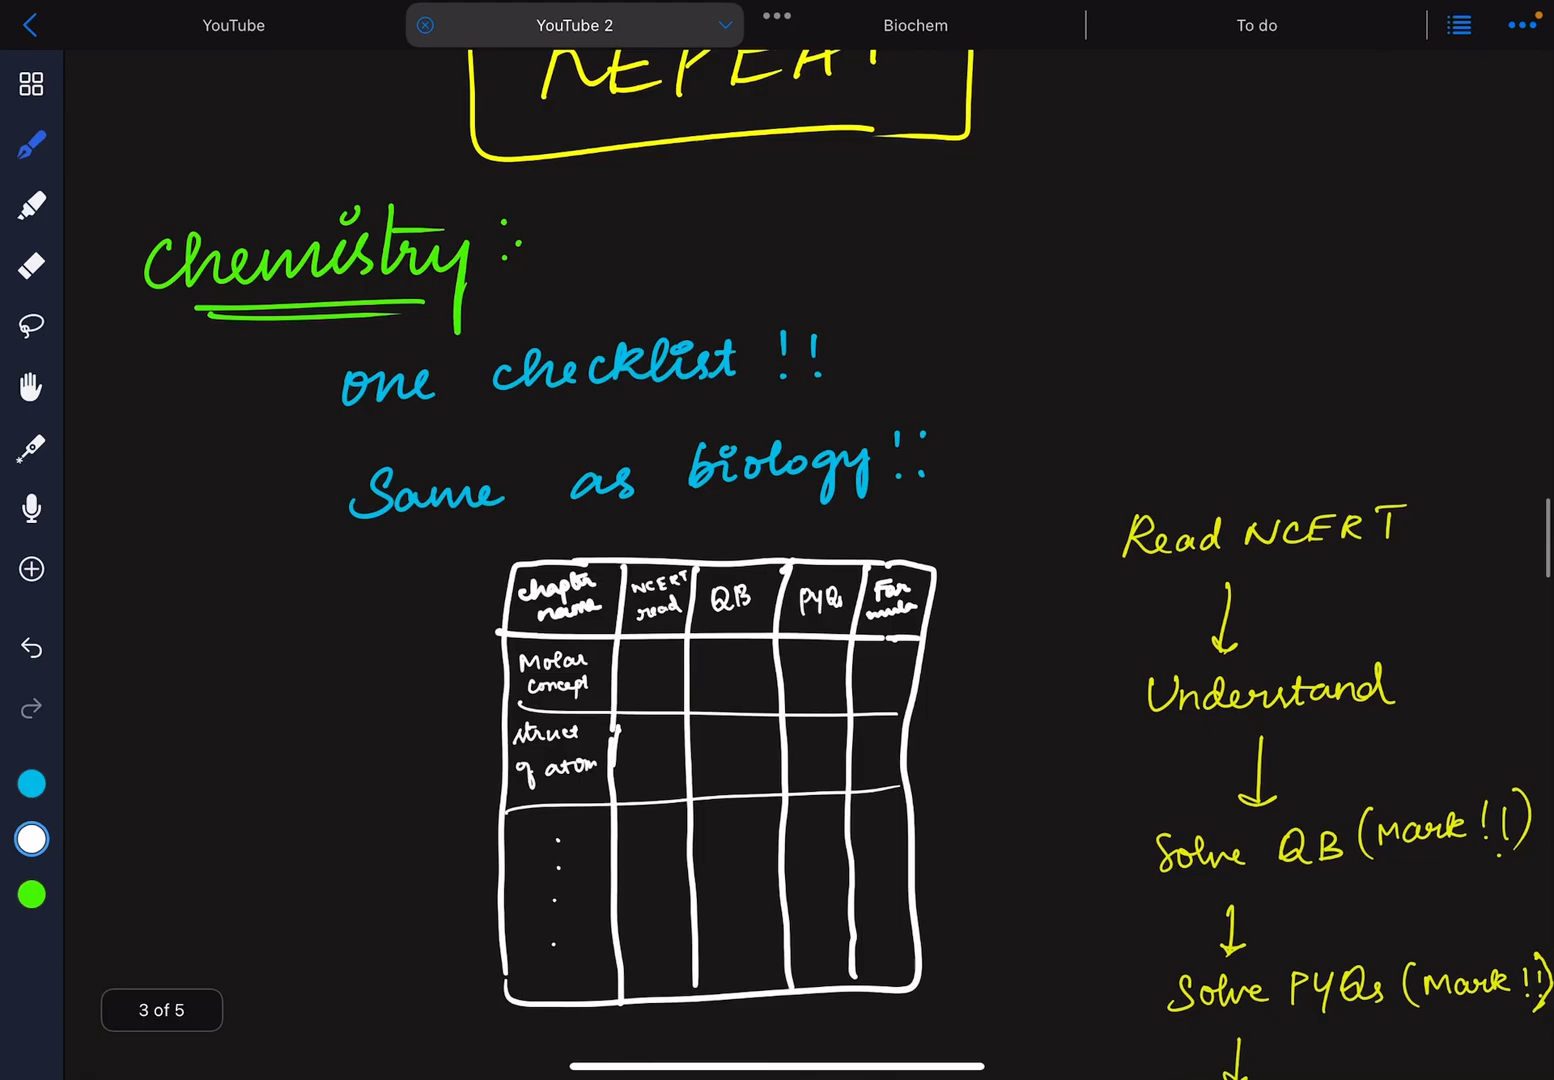 YouTube
YouTube 2
Biochem
To do
REPEAT
Chemistry :
one checklist !!
Same as biology !!
Chapter name
NCERT read
QB
PYQs
Formula
Molar concept
struct of atom
Read NCERT
↓
Understand
↓
Solve QB (Mark !!)
↓
Solve PYQs (Mark !!)
↓
3 of 5